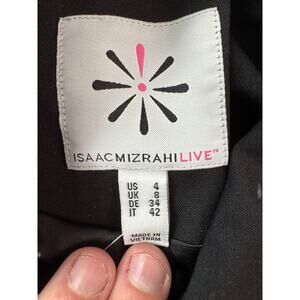 ISAACMIZRAHILIVE™
US 4
UK 8
DE 34
IT 42
MADE IN
VIETNAM